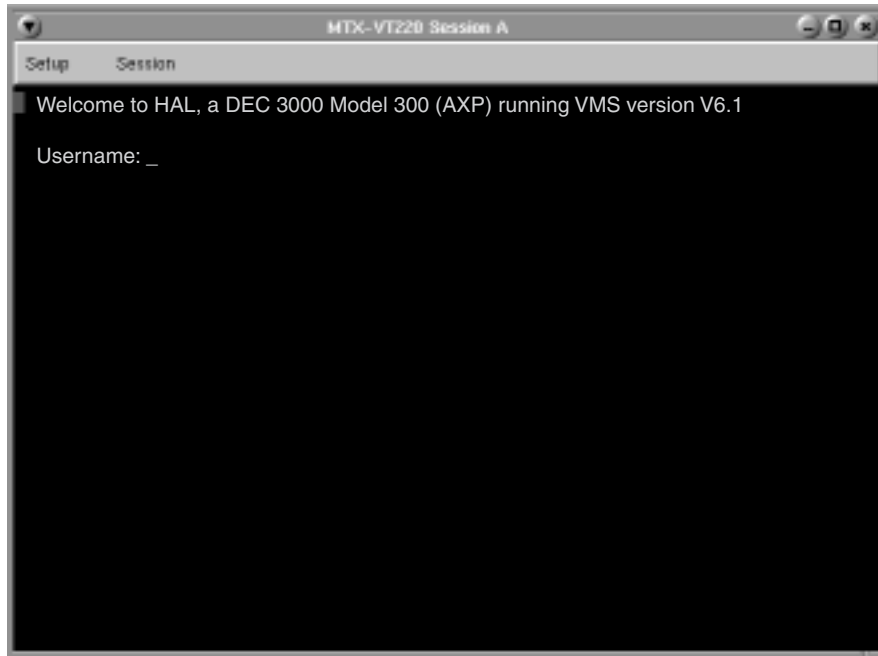 MTX-VT220 Session A
Setup Session
Welcome to HAL, a DEC 3000 Model 300 (AXP) running VMS version V6.1
Username: _